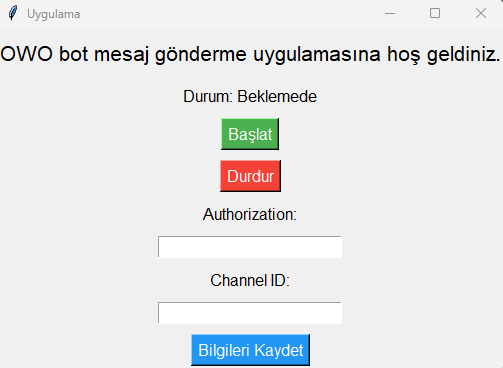 Uygulama
OWO bot mesaj gönderme uygulamasına hoş geldiniz.
Durum: Beklemede
Başlat
Durdur
Authorization:
Channel ID:
Bilgileri Kaydet